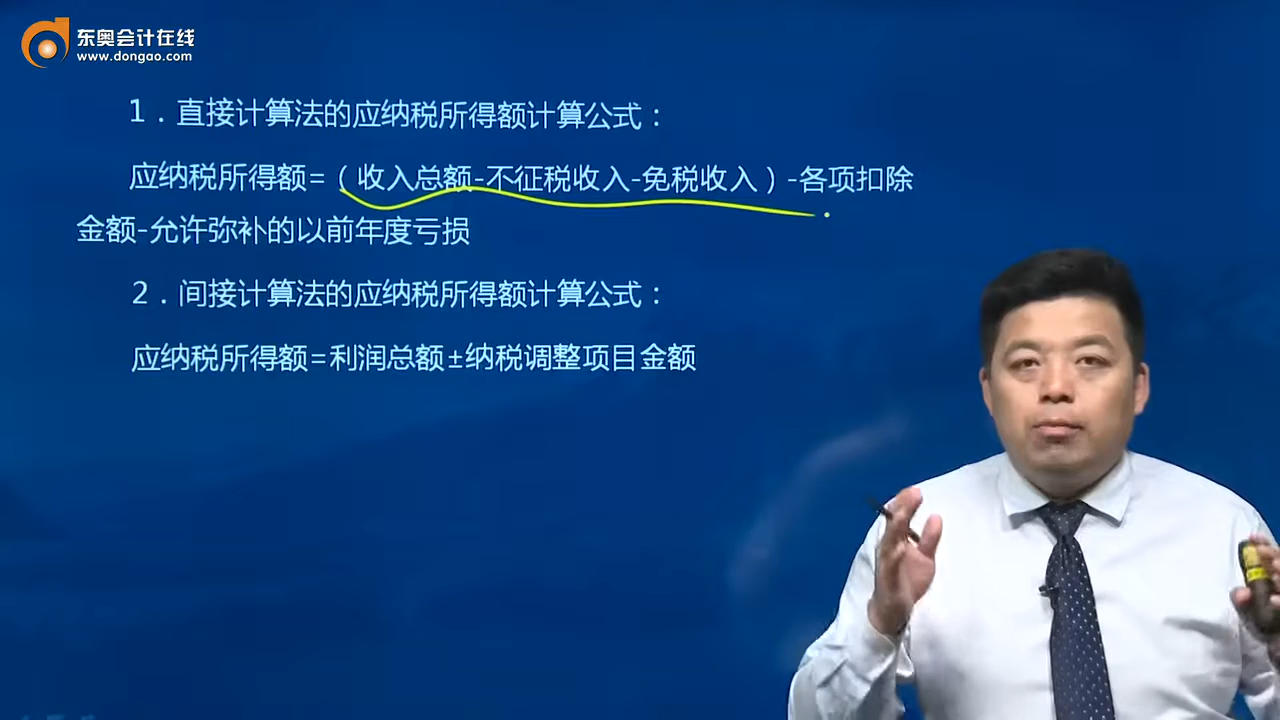 东奥会计在线
www.dongao.com
1．直接计算法的应纳税所得额计算公式：
应纳税所得额=（收入总额-不征税收入-免税收入）-各项扣除
金额-允许弥补的以前年度亏损
2．间接计算法的应纳税所得额计算公式：
应纳税所得额=利润总额±纳税调整项目金额